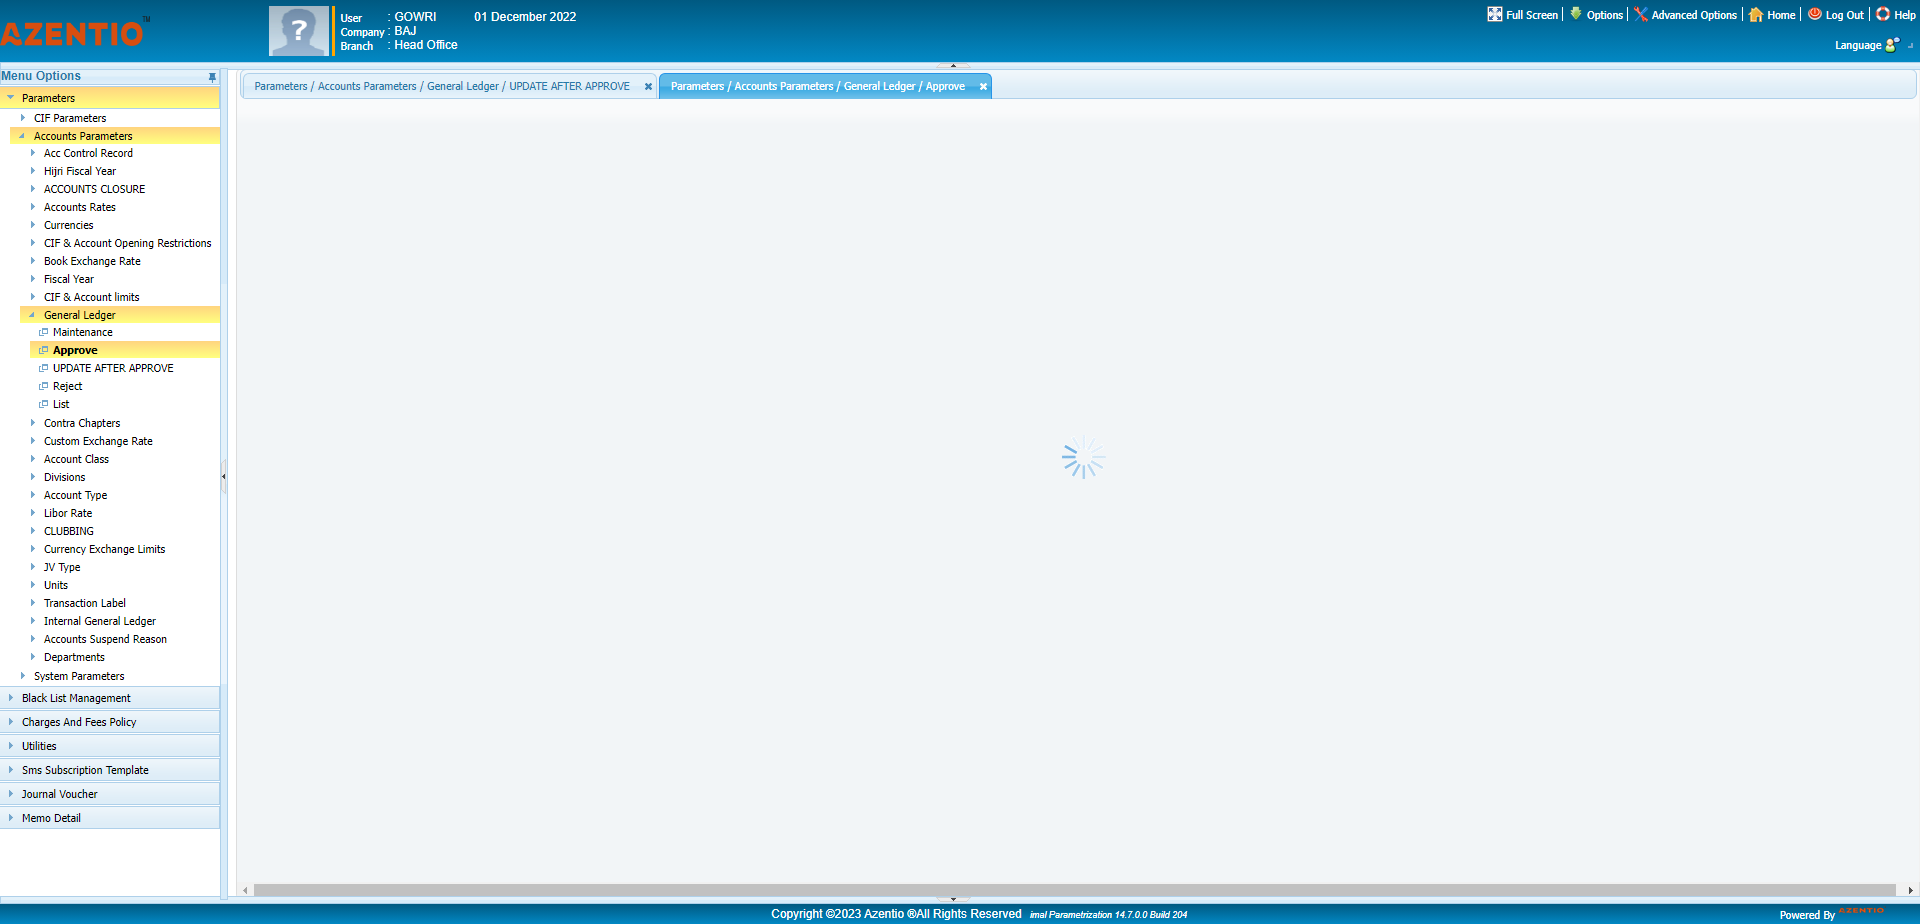 AZENTIO™
User : GOWRI 01 December 2022
Company : BAJ
Branch : Head Office
Full Screen Options Advanced Options Home Log Out Help
Language
Menu Options
Parameters / Accounts Parameters / General Ledger / UPDATE AFTER APPROVE
Parameters / Accounts Parameters / General Ledger / Approve
Parameters
CIF Parameters
Accounts Parameters
Acc Control Record
Hijri Fiscal Year
ACCOUNTS CLOSURE
Accounts Rates
Currencies
CIF & Account Opening Restrictions
Book Exchange Rate
Fiscal Year
CIF & Account limits
General Ledger
Maintenance
Approve
UPDATE AFTER APPROVE
Reject
List
Contra Chapters
Custom Exchange Rate
Account Class
Divisions
Account Type
Libor Rate
CLUBBING
Currency Exchange Limits
JV Type
Units
Transaction Label
Internal General Ledger
Accounts Suspend Reason
Departments
System Parameters
Black List Management
Charges And Fees Policy
Utilities
Sms Subscription Template
Journal Voucher
Memo Detail
Copyright ©2023 Azentio ®All Rights Reserved imal Parametrization 14.7.0.0 Build 204
Powered By AZENTIO